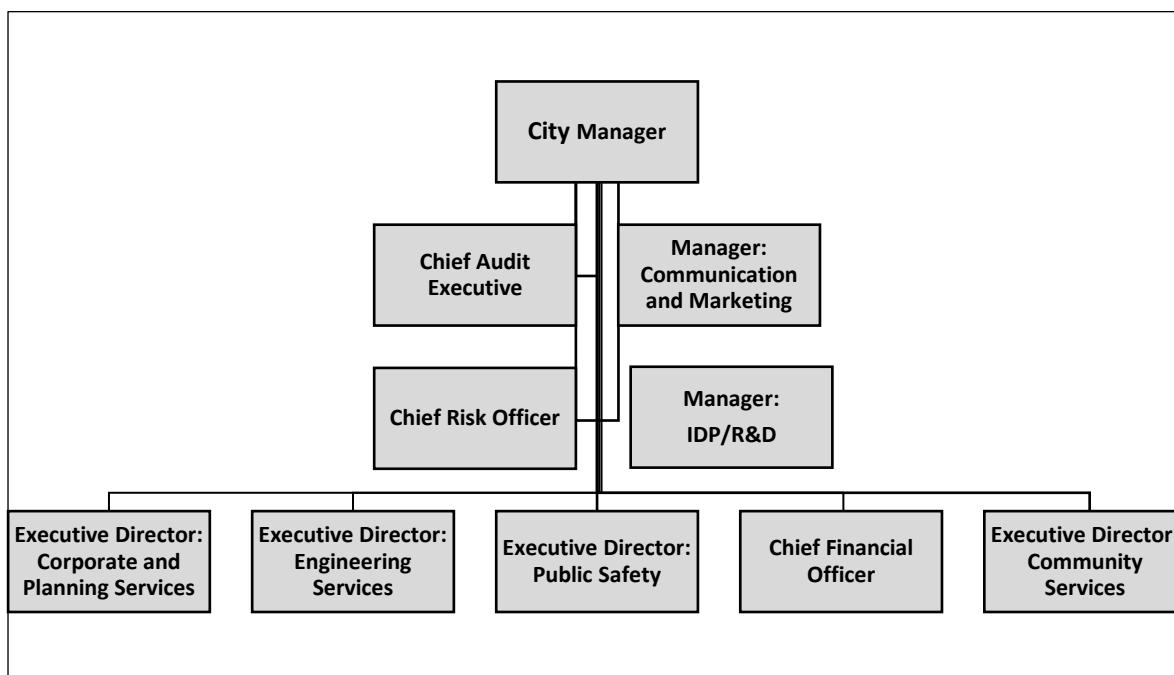 City Manager
Chief Audit
Executive
Manager:
Communication
and Marketing
Chief Risk Officer
Manager:
IDP/R&D
Executive Director:
Corporate and
Planning Services
Executive Director:
Engineering
Services
Executive Director:
Public Safety
Chief Financial
Officer
Executive Director
Community
Services